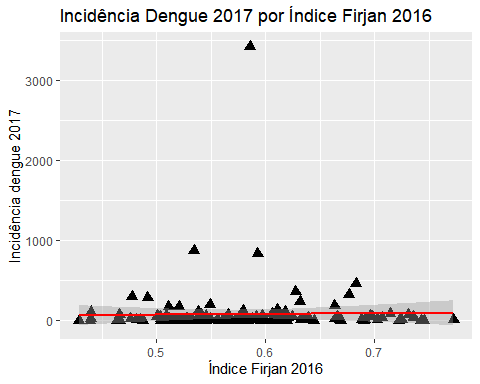 Incidência Dengue 2017 por Índice Firjan 2016
Incidência dengue 2017
3000
2000
1000
0
0.5 0.6 0.7
Índice Firjan 2016